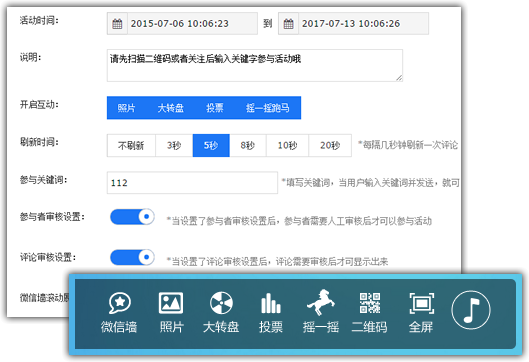 活动时间: 2015-07-06 10:06:23 到 2017-07-13 10:06:26
说明: 请先扫描二维码或者关注后输入关键字参与活动哦
开启互动: 照片 大转盘 投票 摇一摇跑马
刷新时间: 不刷新 3秒 5秒 8秒 10秒 20秒 *每隔几秒钟刷新一次评论
参与关键词: 112 *填写关键词，当用户输入关键词并发送，就可
参与者审核设置: *当设置了参与者审核设置后，参与者需要人工审核后才可以参与活动
评论审核设置: *当设置了评论审核设置后，评论需要审核后才可显示出来
微信墙滚动
微信墙 照片 大转盘 投票 摇一摇 二维码 全屏